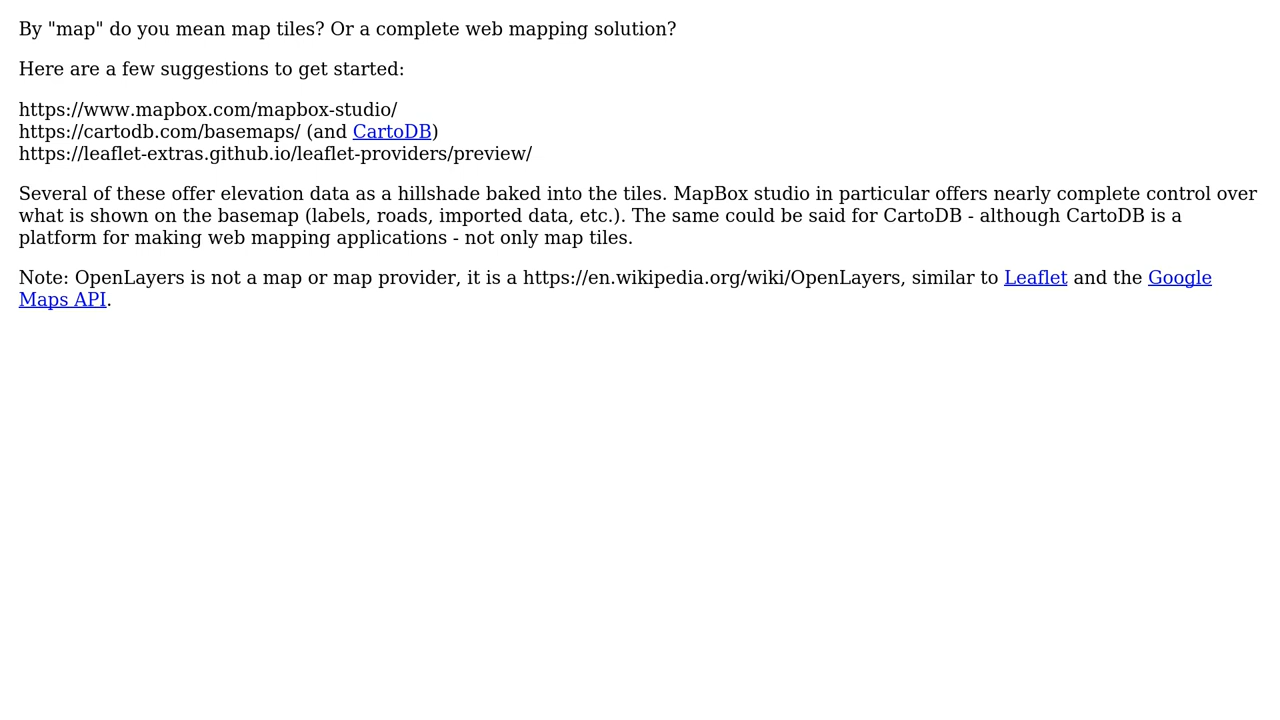 By "map" do you mean map tiles? Or a complete web mapping solution?
Here are a few suggestions to get started:
https://www.mapbox.com/mapbox-studio/
https://cartodb.com/basemaps/ (and CartoDB)
https://leaflet-extras.github.io/leaflet-providers/preview/
Several of these offer elevation data as a hillshade baked into the tiles. MapBox studio in particular offers nearly complete control over
what is shown on the basemap (labels, roads, imported data, etc.). The same could be said for CartoDB - although CartoDB is a
platform for making web mapping applications - not only map tiles.
Note: OpenLayers is not a map or map provider, it is a https://en.wikipedia.org/wiki/OpenLayers, similar to Leaflet and the Google
Maps API.